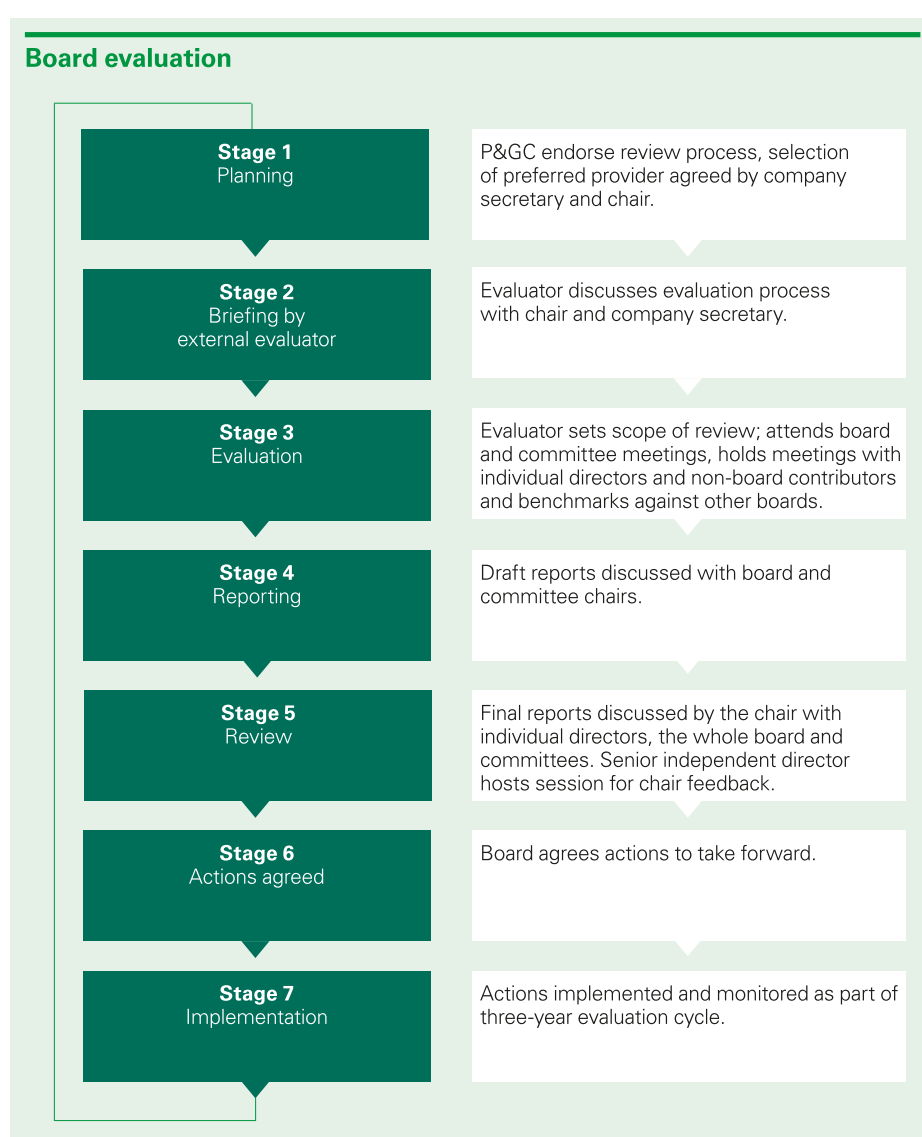 Board evaluation
Stage 1
Planning
P&GC endorse review process, selection
of preferred provider agreed by company
secretary and chair.
Stage 2
Briefing by
external evaluator
Evaluator discusses evaluation process
with chair and company secretary.
Stage 3
Evaluation
Evaluator sets scope of review; attends board
and committee meetings, holds meetings with
individual directors and non-board contributors
and benchmarks against other boards.
Stage 4
Reporting
Draft reports discussed with board and
committee chairs.
Stage 5
Review
Final reports discussed by the chair with
individual directors, the whole board and
committees. Senior independent director
hosts session for chair feedback.
Stage 6
Actions agreed
Board agrees actions to take forward.
Stage 7
Implementation
Actions implemented and monitored as part of
three-year evaluation cycle.